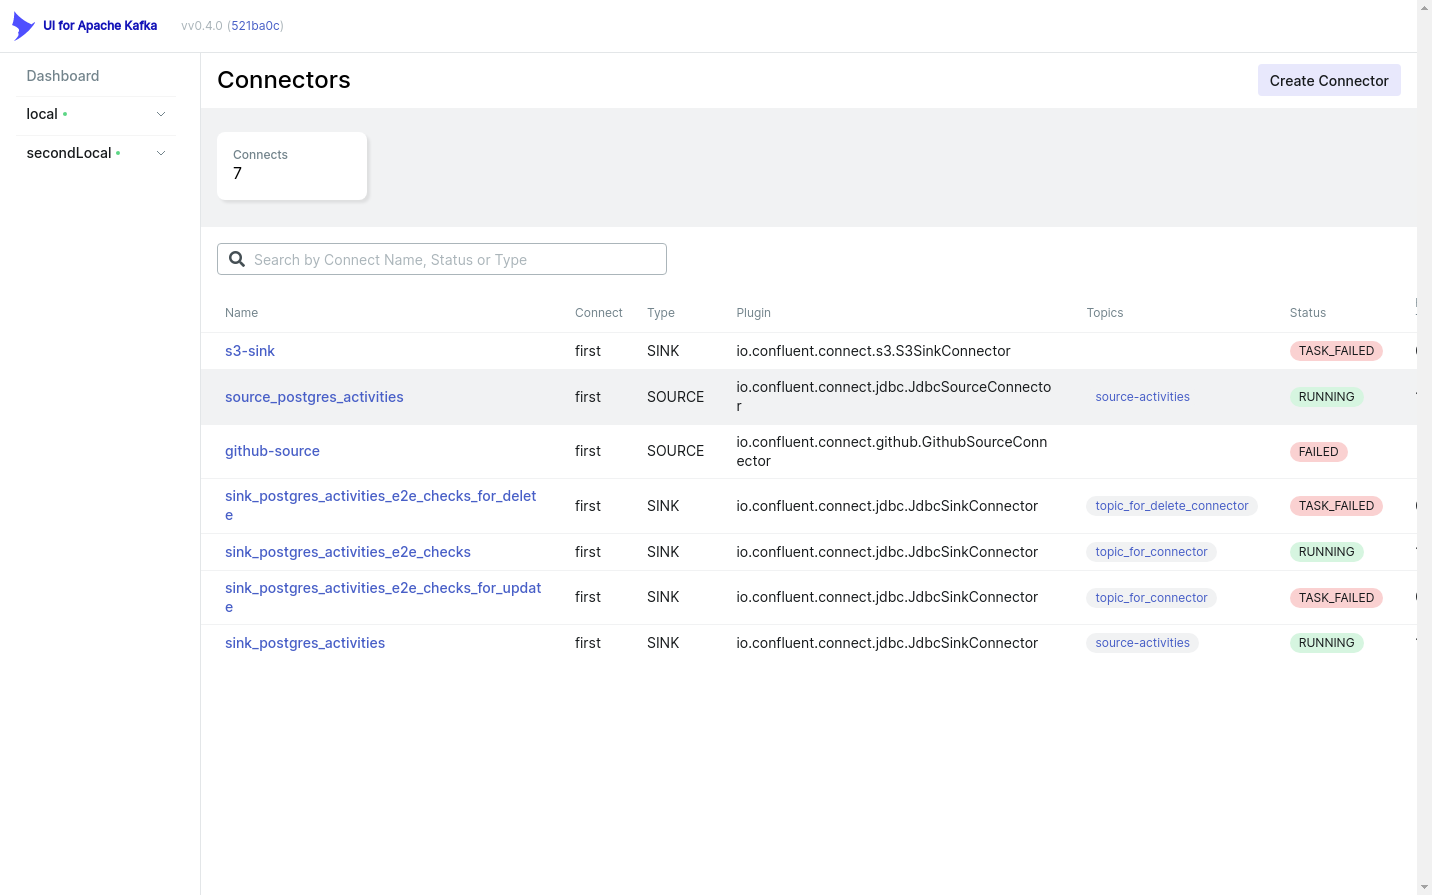 UI for Apache Kafka vv0.4.0 (521ba0c)
Dashboard
local
secondLocal
Connectors
Create Connector
Connects
7
Search by Connect Name, Status or Type
Name Connect Type Plugin Topics Status
s3-sink first SINK io.confluent.connect.s3.S3SinkConnector TASK_FAILED
source_postgres_activities first SOURCE io.confluent.connect.jdbc.JdbcSourceConnecto
r source-activities RUNNING
github-source first SOURCE io.confluent.connect.github.GithubSourceConn
ector FAILED
sink_postgres_activities_e2e_checks_for_delet
e first SINK io.confluent.connect.jdbc.JdbcSinkConnector topic_for_delete_connector TASK_FAILED
sink_postgres_activities_e2e_checks first SINK io.confluent.connect.jdbc.JdbcSinkConnector topic_for_connector RUNNING
sink_postgres_activities_e2e_checks_for_updat
e first SINK io.confluent.connect.jdbc.JdbcSinkConnector topic_for_connector TASK_FAILED
sink_postgres_activities first SINK io.confluent.connect.jdbc.JdbcSinkConnector source-activities RUNNING